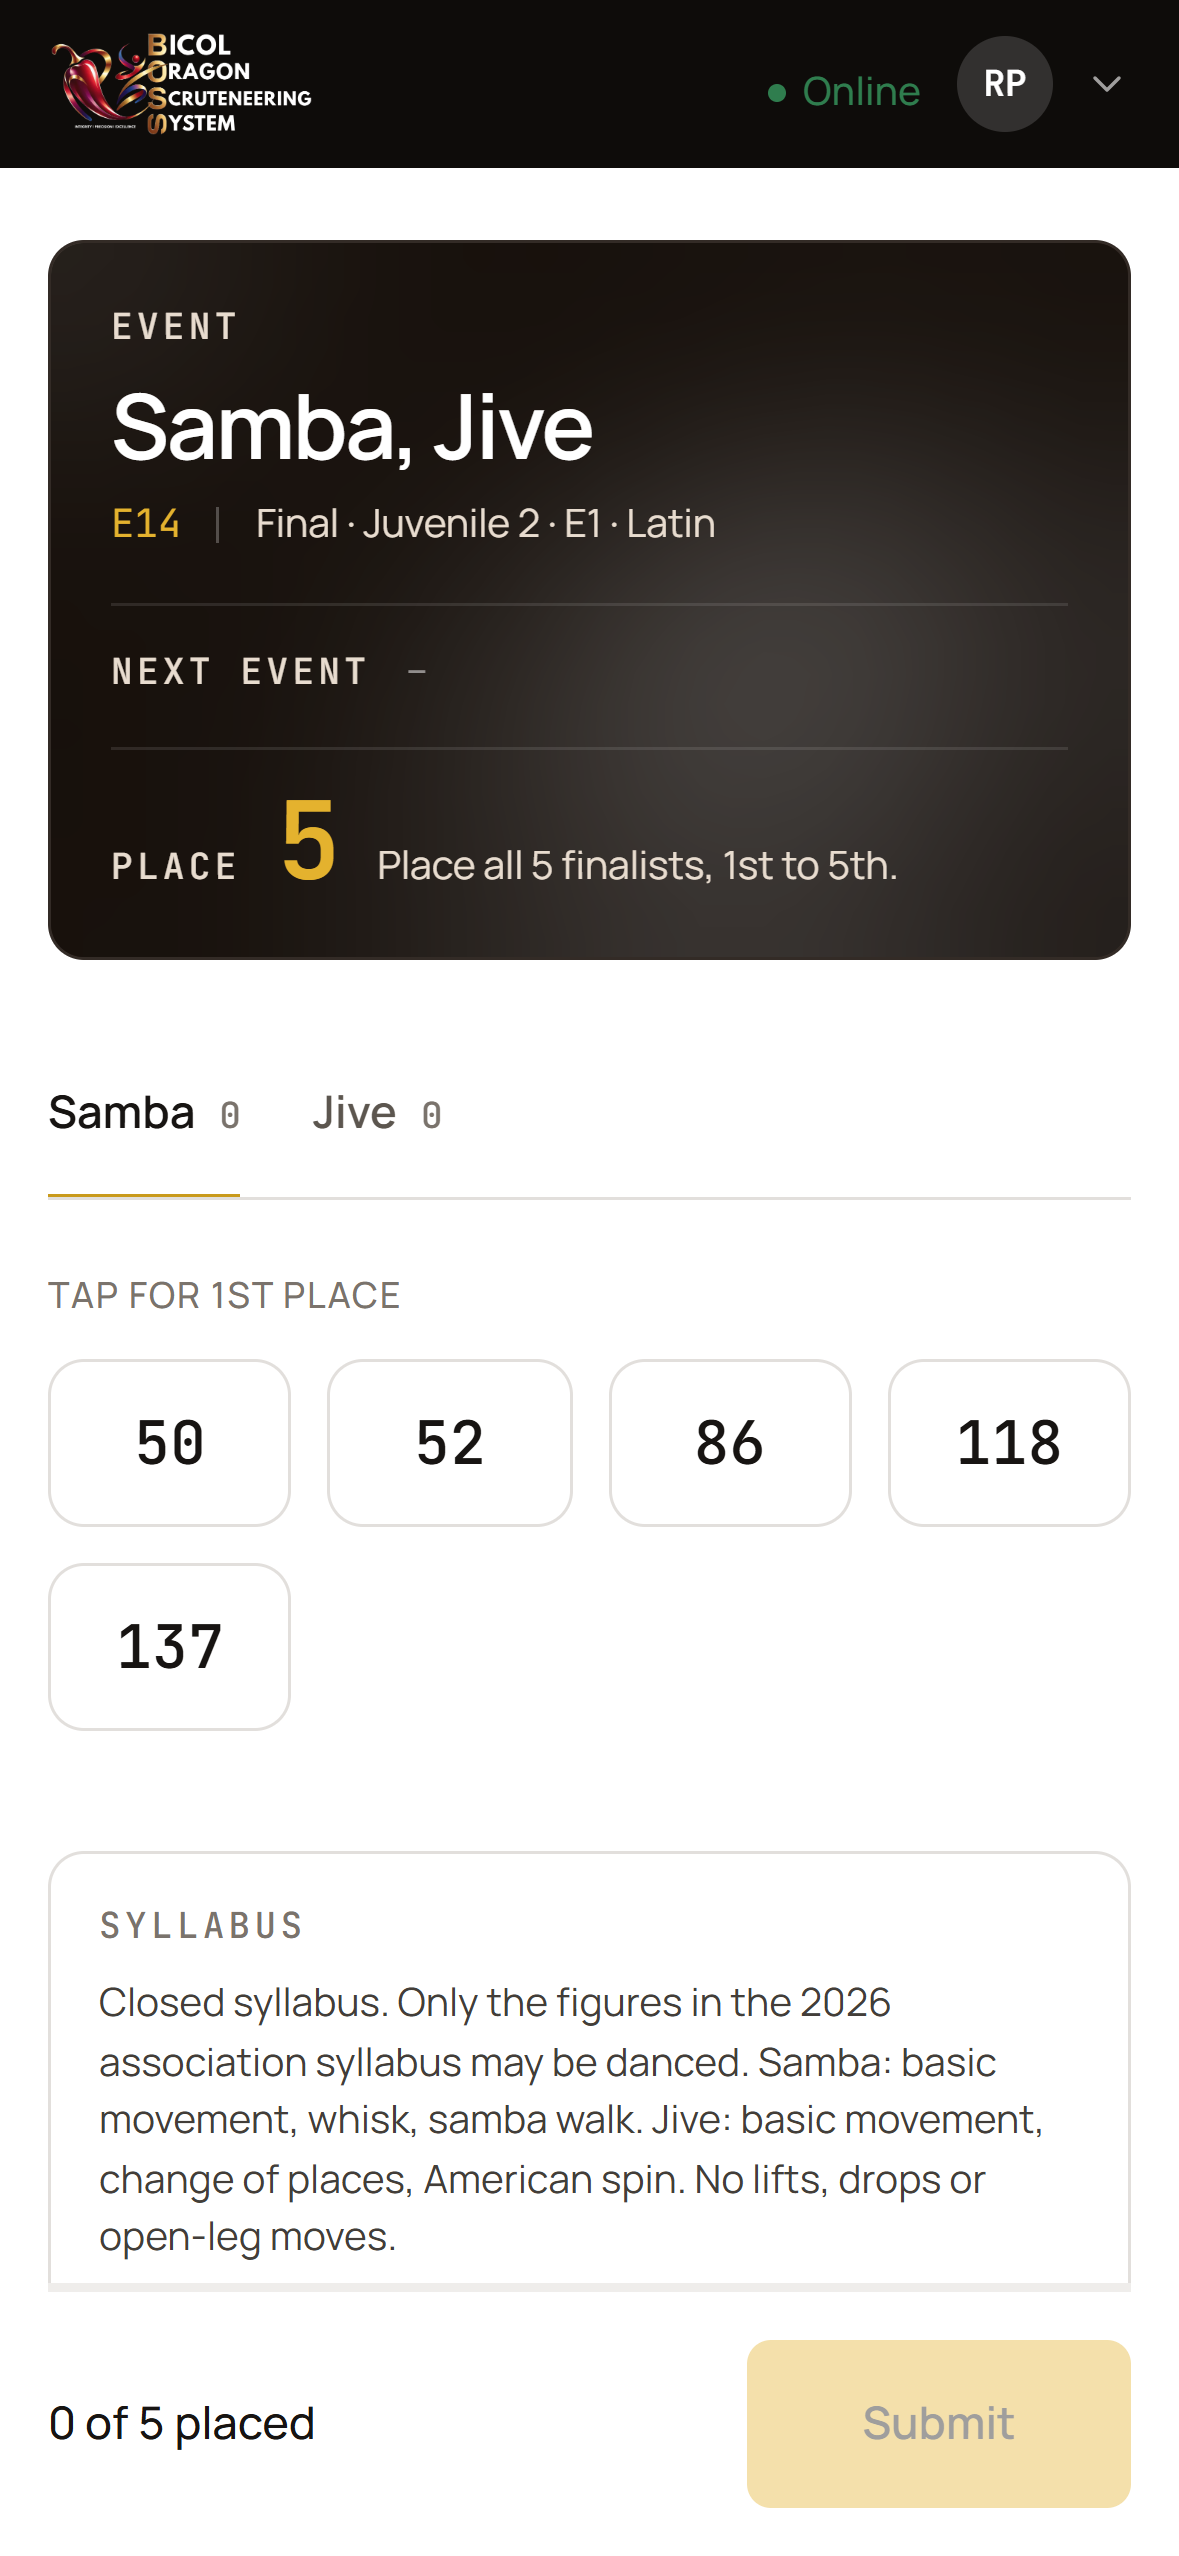 BICOL
ORAGON
SCRUTENEERING
SYSTEM
INTEGRITY | PRECISION | EXCELLENCE
Online
RP
EVENT
Samba, Jive
E14 | Final · Juvenile 2 · E1 · Latin
NEXT EVENT –
PLACE 5 Place all 5 finalists, 1st to 5th.
Samba 0 Jive 0
TAP FOR 1ST PLACE
50 52 86 118
137
SYLLABUS
Closed syllabus. Only the figures in the 2026
association syllabus may be danced. Samba: basic
movement, whisk, samba walk. Jive: basic movement,
change of places, American spin. No lifts, drops or
open-leg moves.
0 of 5 placed
Submit